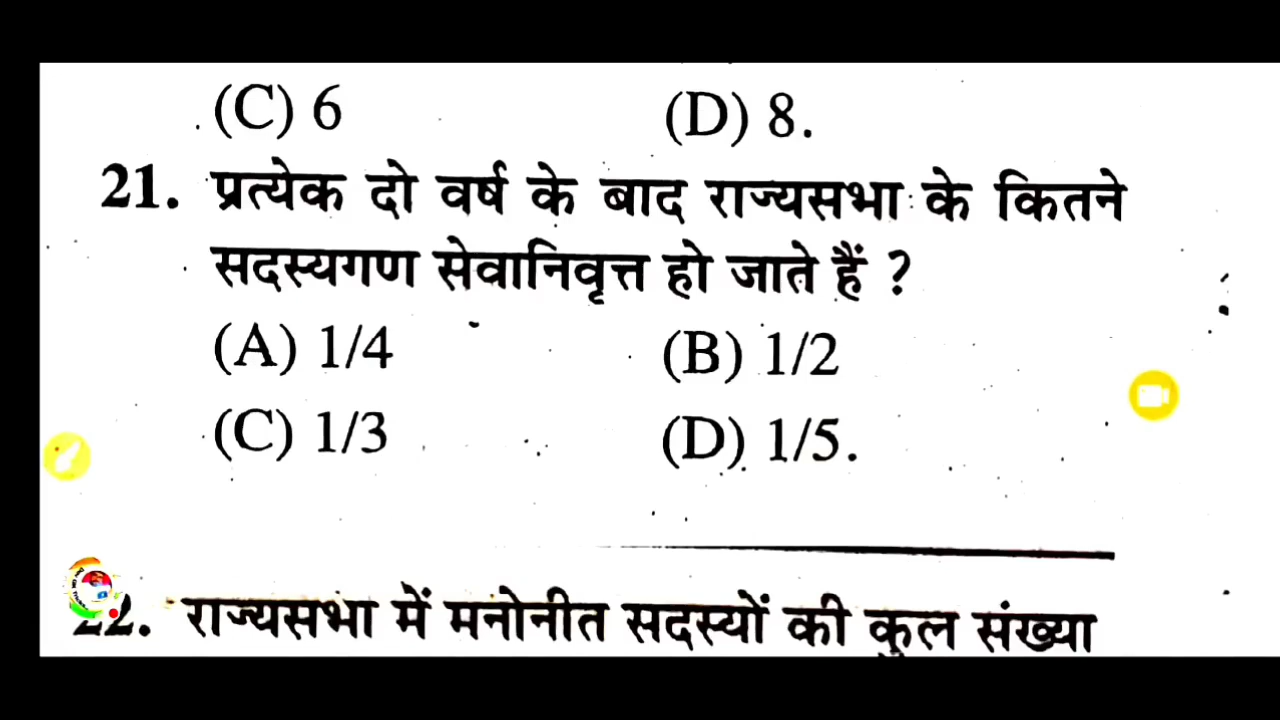 (C) 6 (D) 8.
21. प्रत्येक दो वर्ष के बाद राज्यसभा के कितने
सदस्यगण सेवानिवृत्त हो जाते हैं ?
(A) 1/4 (B) 1/2
(C) 1/3 (D) 1/5.
22. राज्यसभा में मनोनीत सदस्यों की कुल संख्या